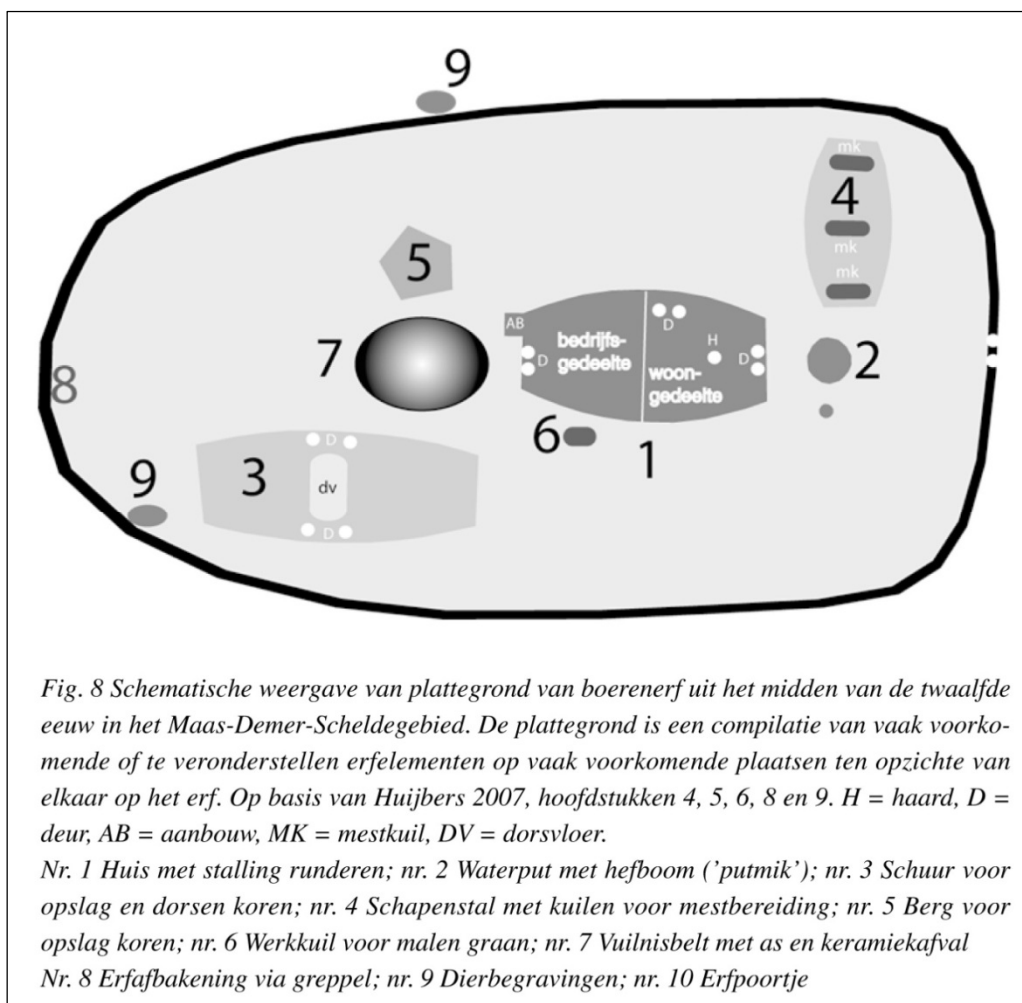 9
mk
4
mk
mk
5
AB
D
bedrijfs-
gedeelte
D
H
D
woon-
gedeelte
7
2
8
6
1
9
3
D
dv
D
Fig. 8 Schematische weergave van plattegrond van boerenerf uit het midden van de twaalfde
eeuw in het Maas-Demer-Scheldegebied. De plattegrond is een compilatie van vaak voorko-
mende of te veronderstellen erfelementen op vaak voorkomende plaatsen ten opzichte van
elkaar op het erf. Op basis van Huijbers 2007, hoofdstukken 4, 5, 6, 8 en 9. H = haard, D =
deur, AB = aanbouw, MK = mestkuil, DV = dorsvloer.
Nr. 1 Huis met stalling runderen; nr. 2 Waterput met hefboom ('putmik'); nr. 3 Schuur voor
opslag en dorsen koren; nr. 4 Schapenstal met kuilen voor mestbereiding; nr. 5 Berg voor
opslag koren; nr. 6 Werkkuil voor malen graan; nr. 7 Vuilnisbelt met as en keramiekafval
Nr. 8 Erfafbakening via greppel; nr. 9 Dierbegravingen; nr. 10 Erfpoortje